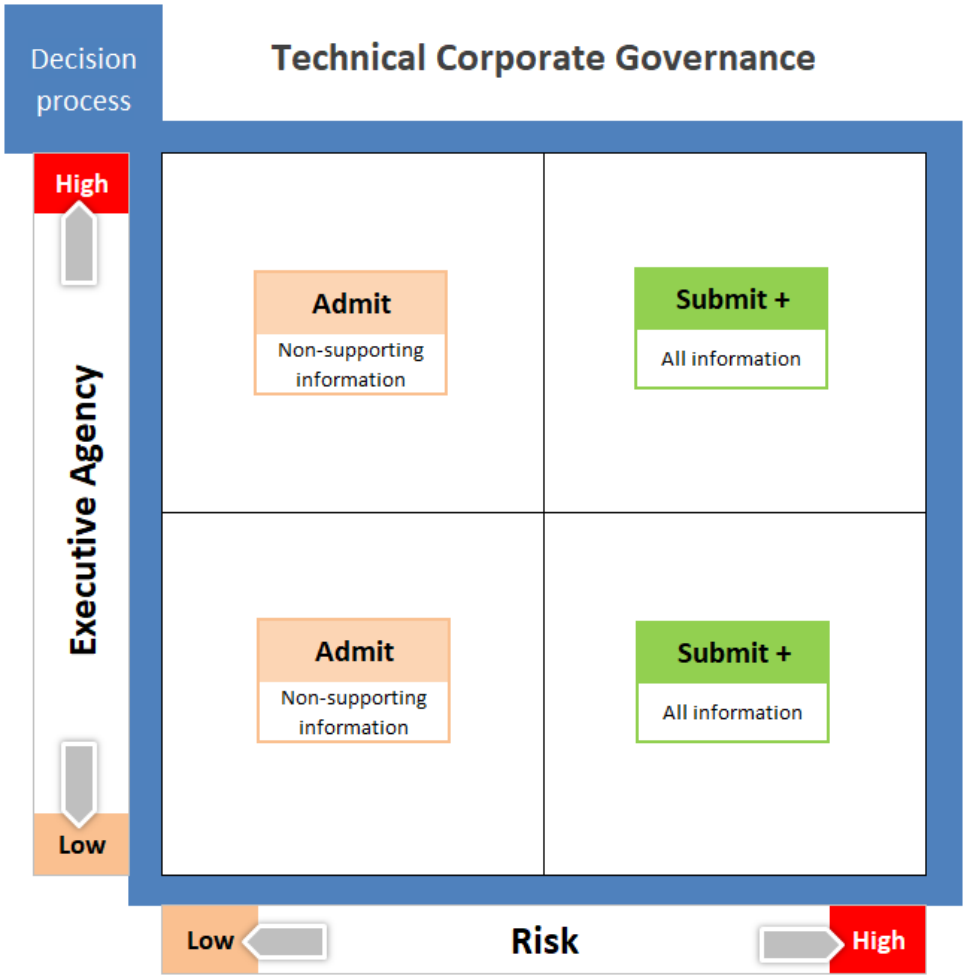 Decision
process
Technical Corporate Governance
High
Executive Agency
Low
Admit
Non-supporting
information
Submit +
All information
Admit
Non-supporting
information
Submit +
All information
Low
Risk
High